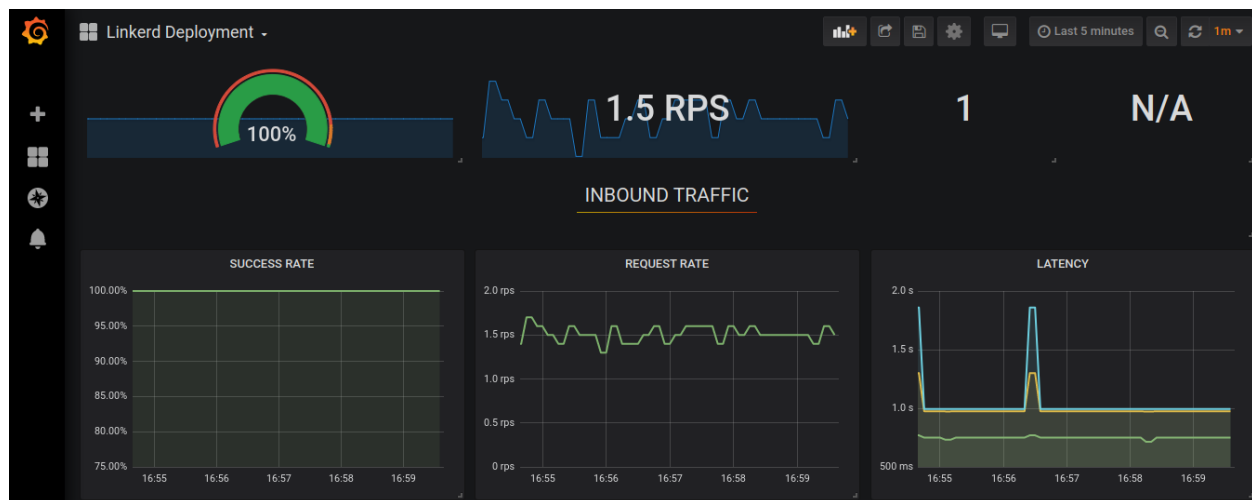 Linkerd Deployment
Last 5 minutes
1m
100%
1.5 RPS
1
N/A
INBOUND TRAFFIC
SUCCESS RATE
100.00%
95.00%
90.00%
85.00%
80.00%
75.00%
16:55 16:56 16:57 16:58 16:59
REQUEST RATE
2.0 rps
1.5 rps
1.0 rps
0.5 rps
0 rps
16:55 16:56 16:57 16:58 16:59
LATENCY
2.0 s
1.5 s
1.0 s
500 ms
16:55 16:56 16:57 16:58 16:59